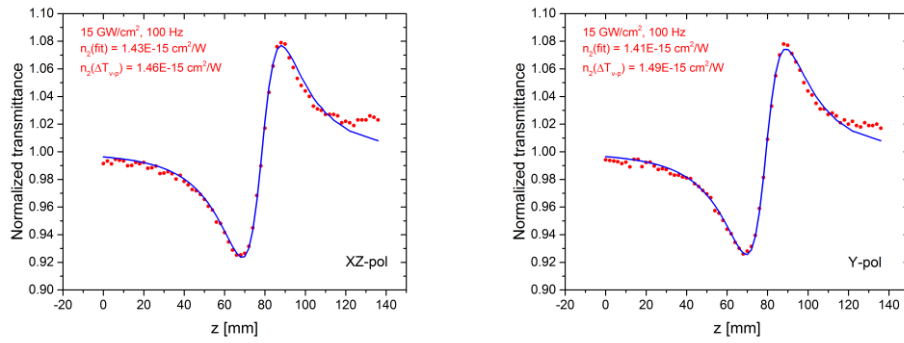 15 GW/cm², 100 Hz
n₂(fit) = 1.43E-15 cm²/W
n₂(ΔTᵥ₋ₚ) = 1.46E-15 cm²/W
Normalized transmittance
1.10
1.08
1.06
1.04
1.02
1.00
0.98
0.96
0.94
0.92
0.90
XZ-pol
-20 0 20 40 60 80 100 120 140
z [mm]
15 GW/cm², 100 Hz
n₂(fit) = 1.41E-15 cm²/W
n₂(ΔTᵥ₋ₚ) = 1.49E-15 cm²/W
Normalized transmittance
1.10
1.08
1.06
1.04
1.02
1.00
0.98
0.96
0.94
0.92
0.90
Y-pol
-20 0 20 40 60 80 100 120 140
z [mm]